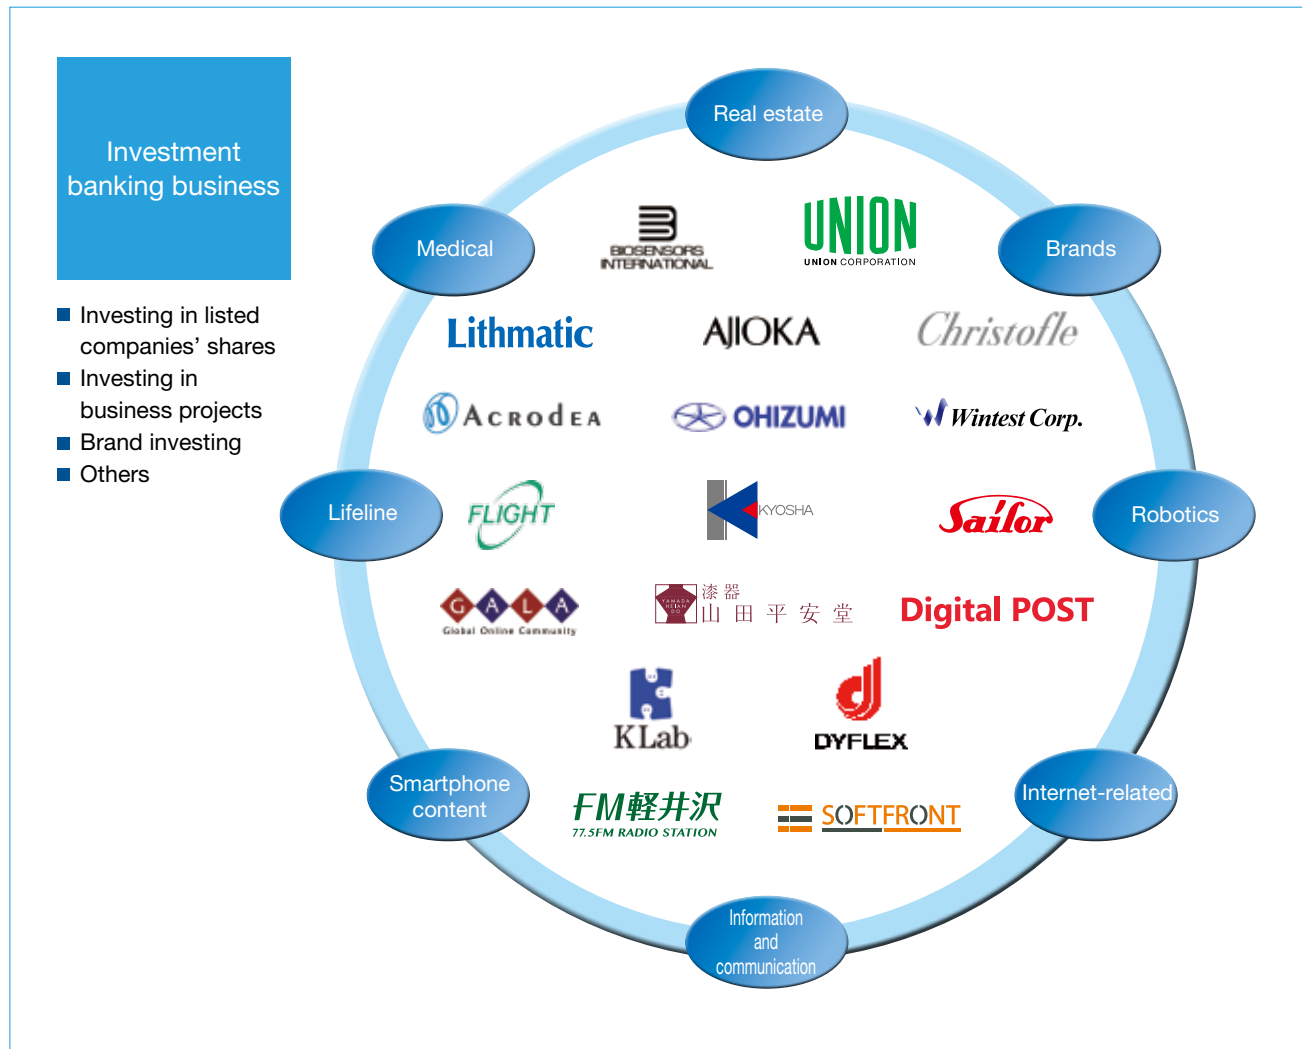 Investment
banking business
Investing in listed
companies’ shares
Investing in
business projects
Brand investing
Others
Real estate
Medical
Brands
BIOSENSORS
INTERNATIONAL
UNION
UNION CORPORATION
Lithmatic
AJIOKA
Christofle
ACRODEA
OHIZUMI
Wintest Corp.
Lifeline
FLIGHT
KYOSHA
Sailor
Robotics
GALA
Global Online Community
YAMADA
HEIAN
DO
漆器
山田平安堂
Digital POST
KLab
DYFLEX
Smartphone
content
Internet-related
FM軽井沢
77.5FM RADIO STATION
SOFTFRONT
Information
and
communication